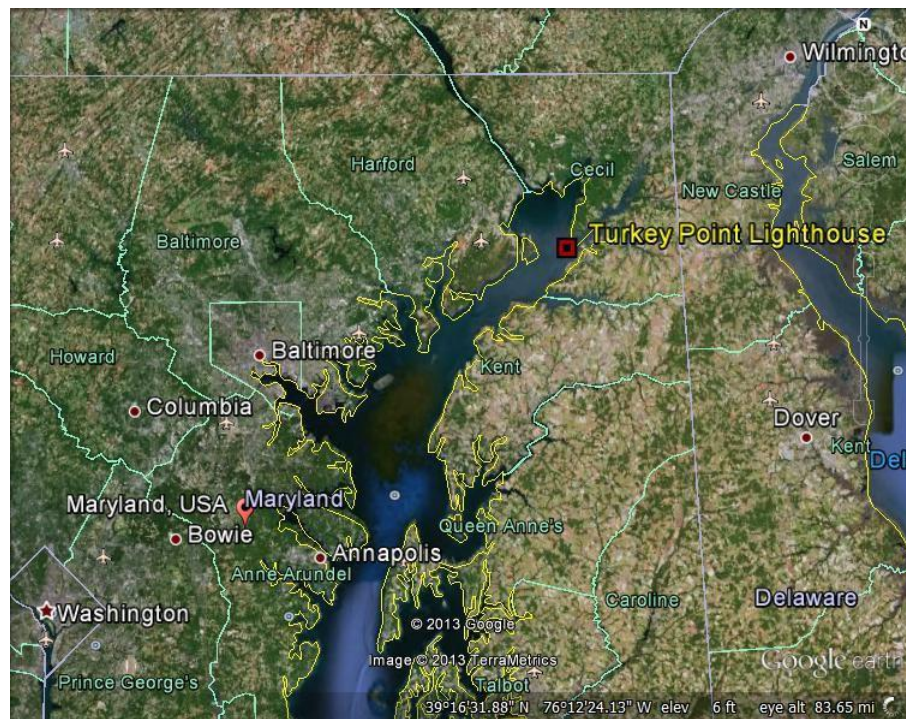 N
Wilmingto
Harford
Cecil
Salem
New Castle
Turkey Point Lighthouse
Baltimore
Howard
Baltimore
Kent
Columbia
Dover
Kent
Del
Maryland, USA
Maryland
Bowie
Queen Anne's
Annapolis
Anne Arundel
Caroline
Delaware
Washington
© 2013 Google
Image © 2013 TerraMetrics
Google earth
Prince George's
Talbot
39°16'31.88" N 76°12'24.13" W elev 6 ft eye alt 83.65 mi